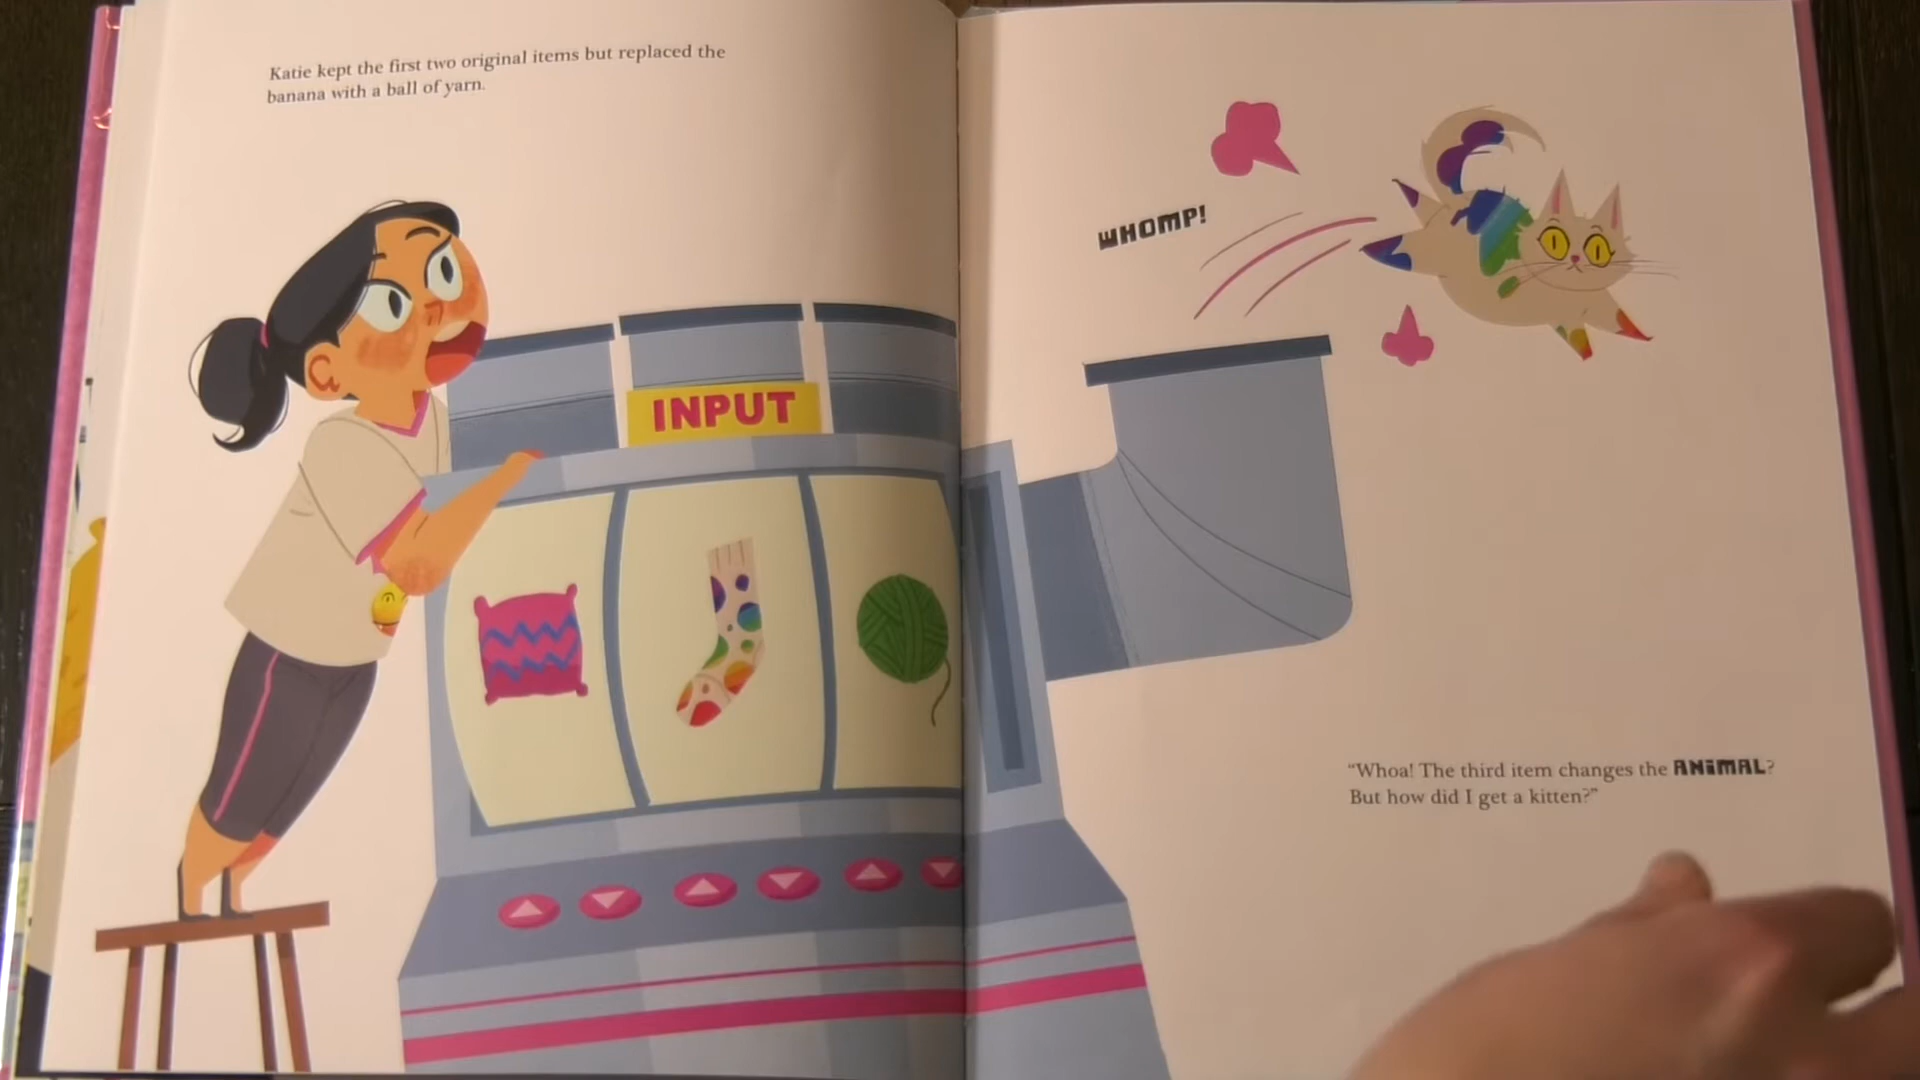 Katie kept the first two original items but replaced the
banana with a ball of yarn.
INPUT
WHOMP!
“Whoa! The third item changes the ANiMAL?
But how did I get a kitten?”